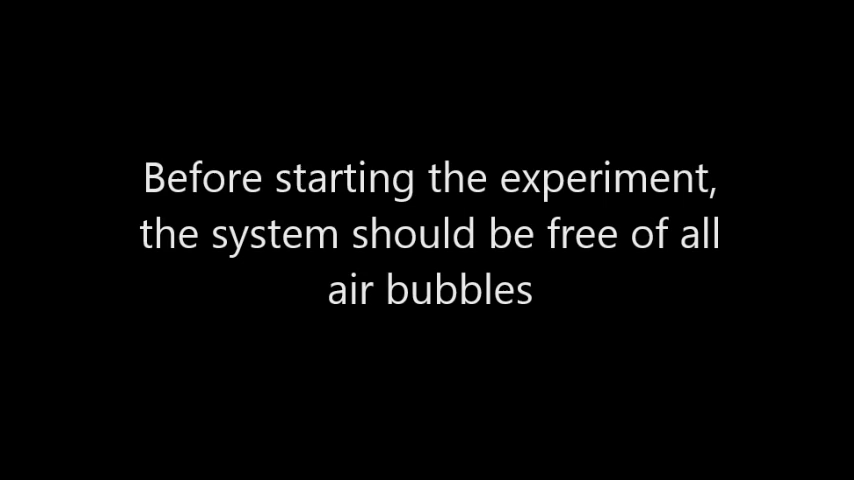 Before starting the experiment,
the system should be free of all
air bubbles